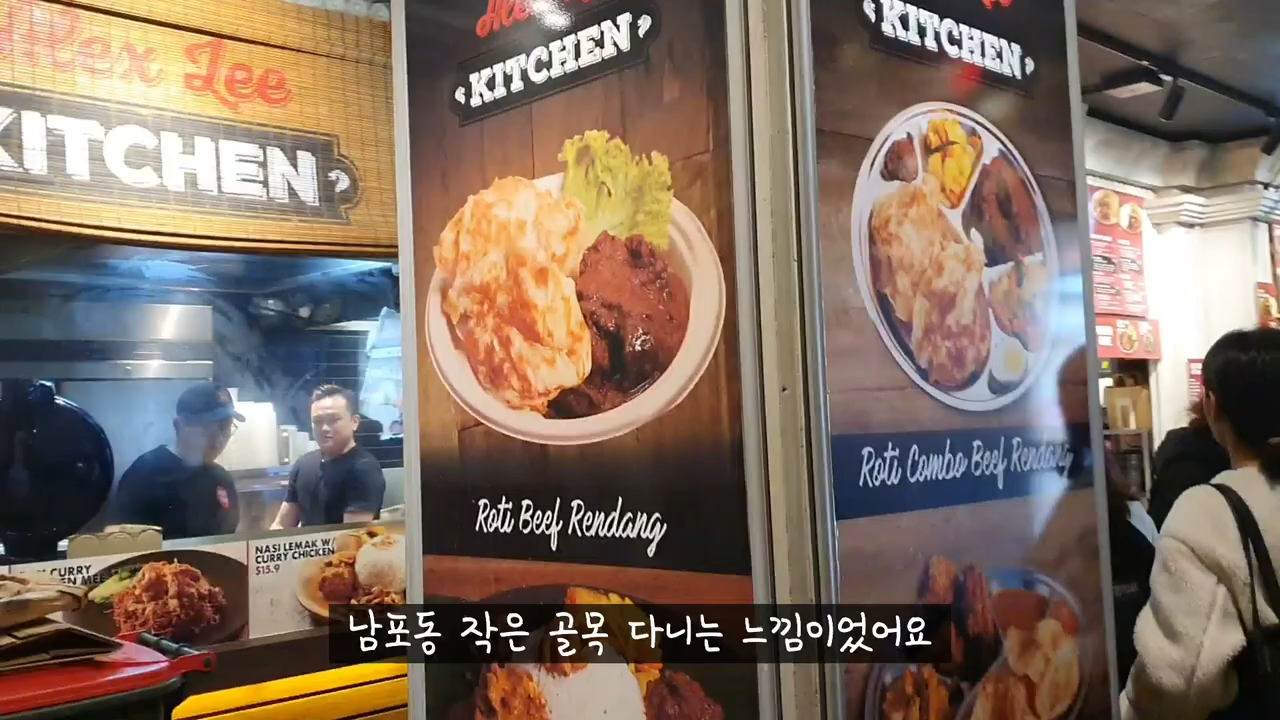 Alex Lee
KITCHEN
KITCHEN
Roti Beef Rendang
KITCHEN
Roti Combo Beef Rendang
CURRY
MEE
NASI LEMAK W/
CURRY CHICKEN
$15.9
남포동 작은 골목 다니는 느낌이었어요